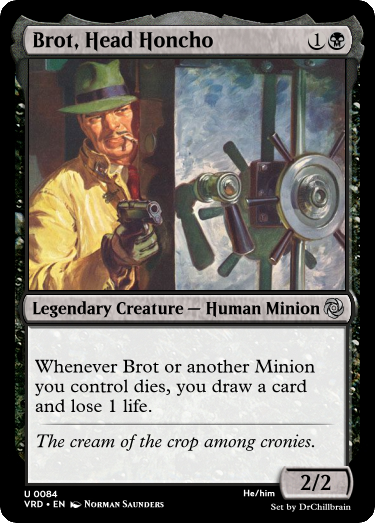 Brot, Head Honcho 1
Legendary Creature — Human Minion
Whenever Brot or another Minion
you control dies, you draw a card
and lose 1 life.
The cream of the crop among cronies.
2/2
U 0084
He/him
VRD • EN Norman Saunders
Set by DrChillbrain